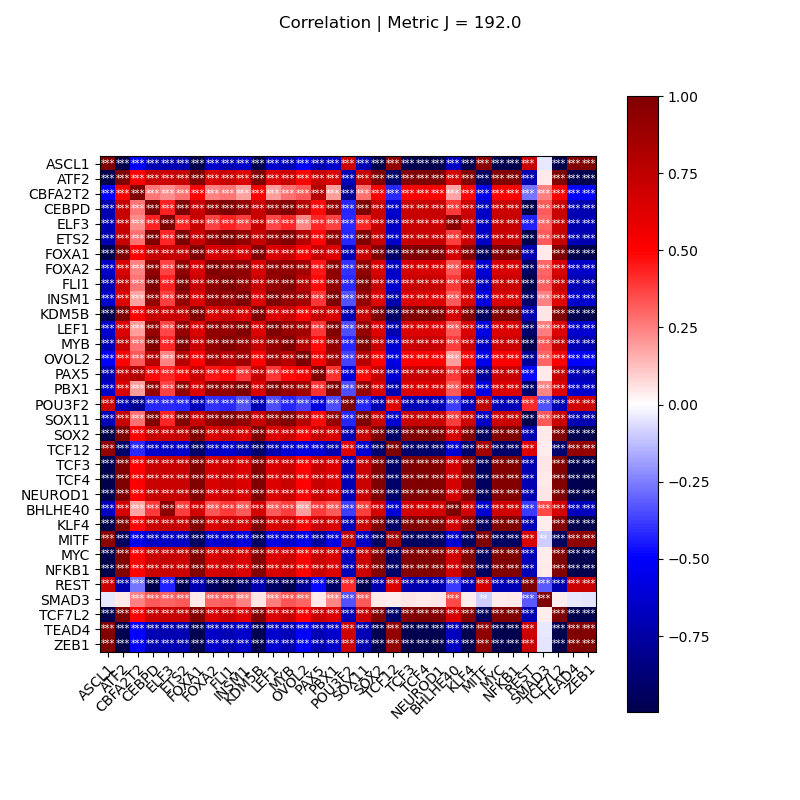 Correlation | Metric J = 192.0
1.00
0.75
0.50
0.25
0.00
−0.25
−0.50
−0.75
ASCL1
ATF2
CBFA2T2
CEBPD
ELF3
ETS2
FOXA1
FOXA2
FLI1
INSM1
KDM5B
LEF1
MYB
OVOL2
PAX5
PBX1
POU3F2
SOX11
SOX2
TCF12
TCF3
TCF4
NEUROD1
BHLHE40
KLF4
MITF
MYC
NFKB1
REST
SMAD3
TCF7L2
TEAD4
ZEB1
ASCL1
ATF2
CBFA2T2
CEBPD
ELF3
ETS2
FOXA1
FOXA2
FLI1
INSM1
KDM5B
LEF1
MYB
OVOL2
PAX5
PBX1
POU3F2
SOX11
SOX2
TCF12
TCF3
TCF4
NEUROD1
BHLHE40
KLF4
MITF
MYC
NFKB1
REST
SMAD3
TCF7L2
TEAD4
ZEB1